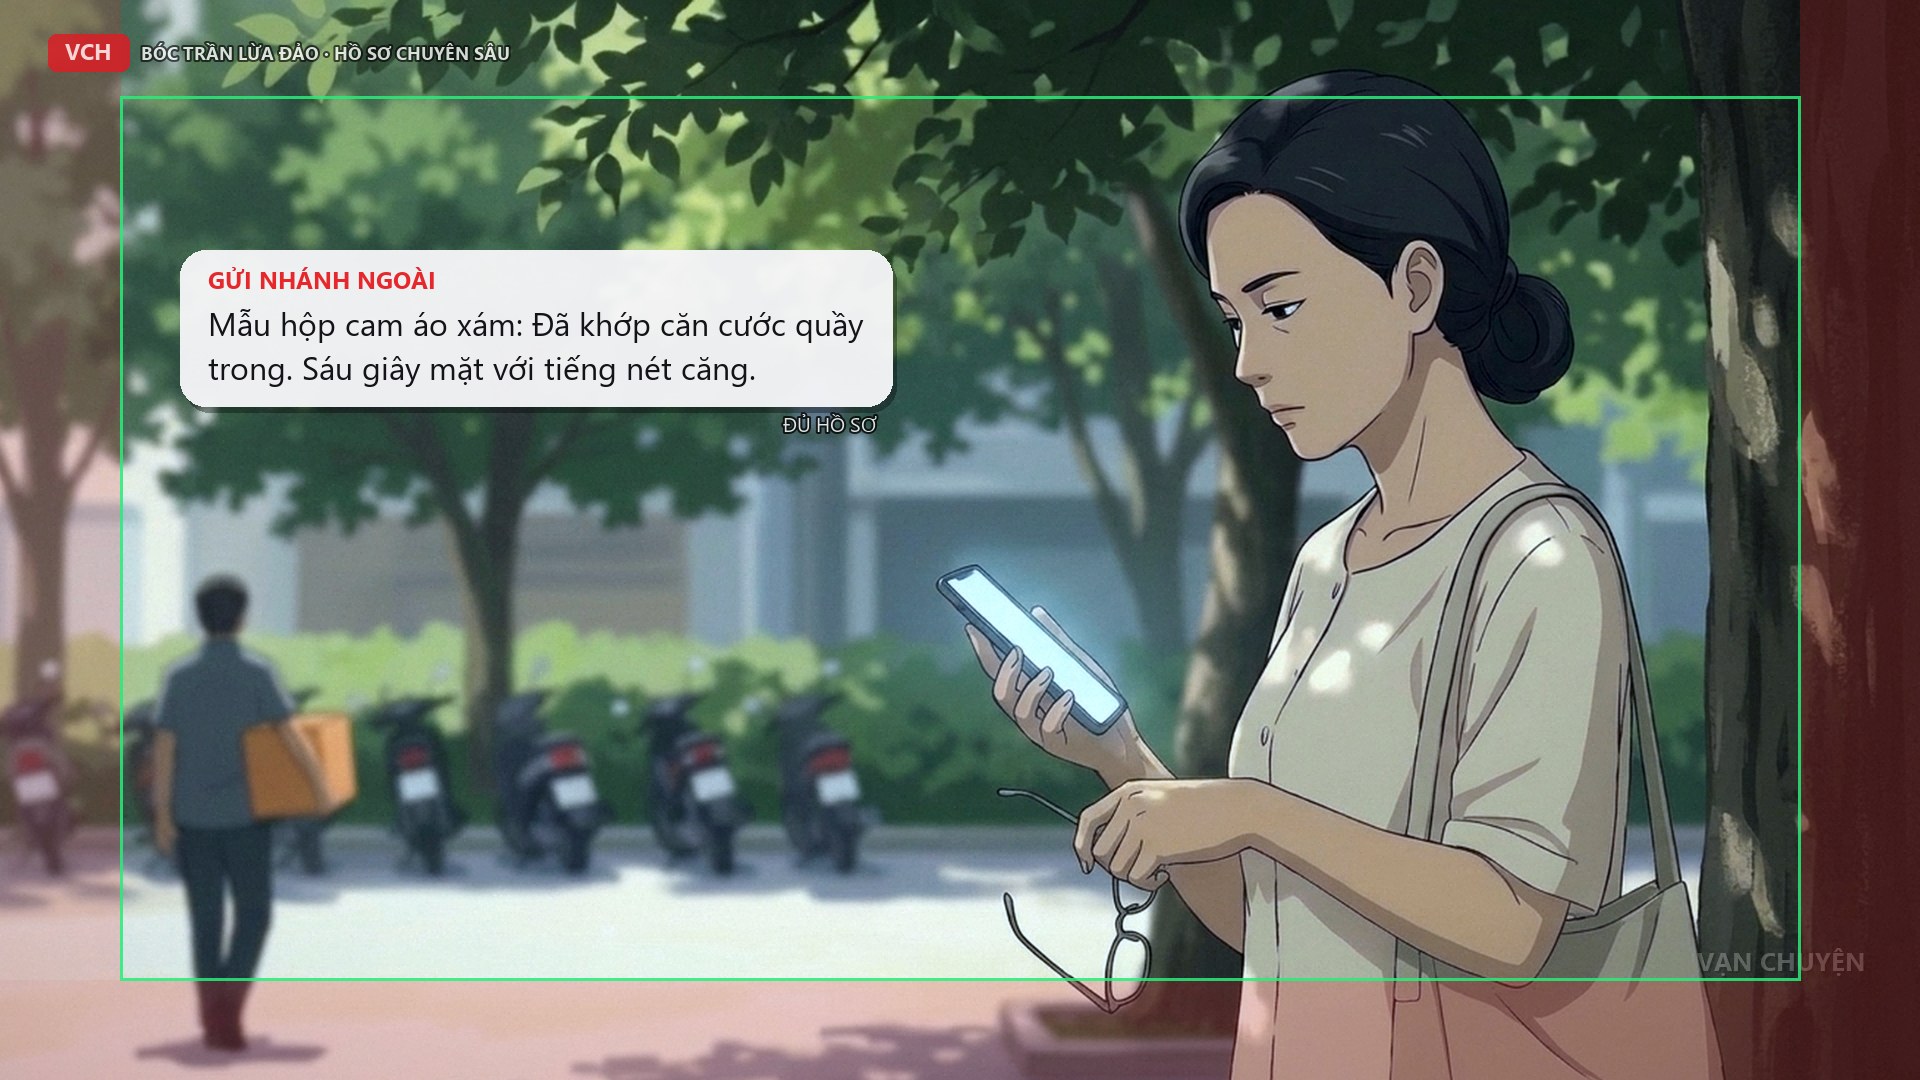 VCH BÓC TRẦN LỪA ĐẢO · HỒ SƠ CHUYÊN SÂU
GỬI NHÁNH NGOÀI
Mẫu hộp cam áo xám: Đã khớp căn cước quầy
trong. Sáu giây mặt với tiếng nét căng.
ĐỦ HỒ SƠ
VẠN CHUYỆN